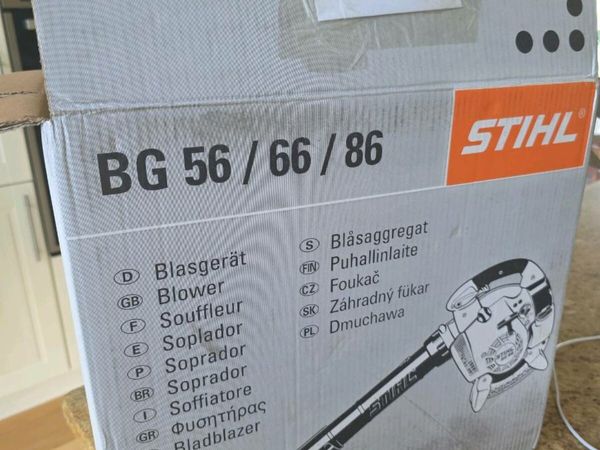 STIHL®
BG 56 / 66 / 86
D Blasgerät
GB Blower
F Souffleur
E Soplador
P Soprador
BR Soprador
I Soffiatore
GR Φυσητήρας
Bladblazer
S Blåsaggregat
FIN Puhallinlaite
CZ Foukač
SK Záhradný fúkar
PL Dmuchawa
STIHL